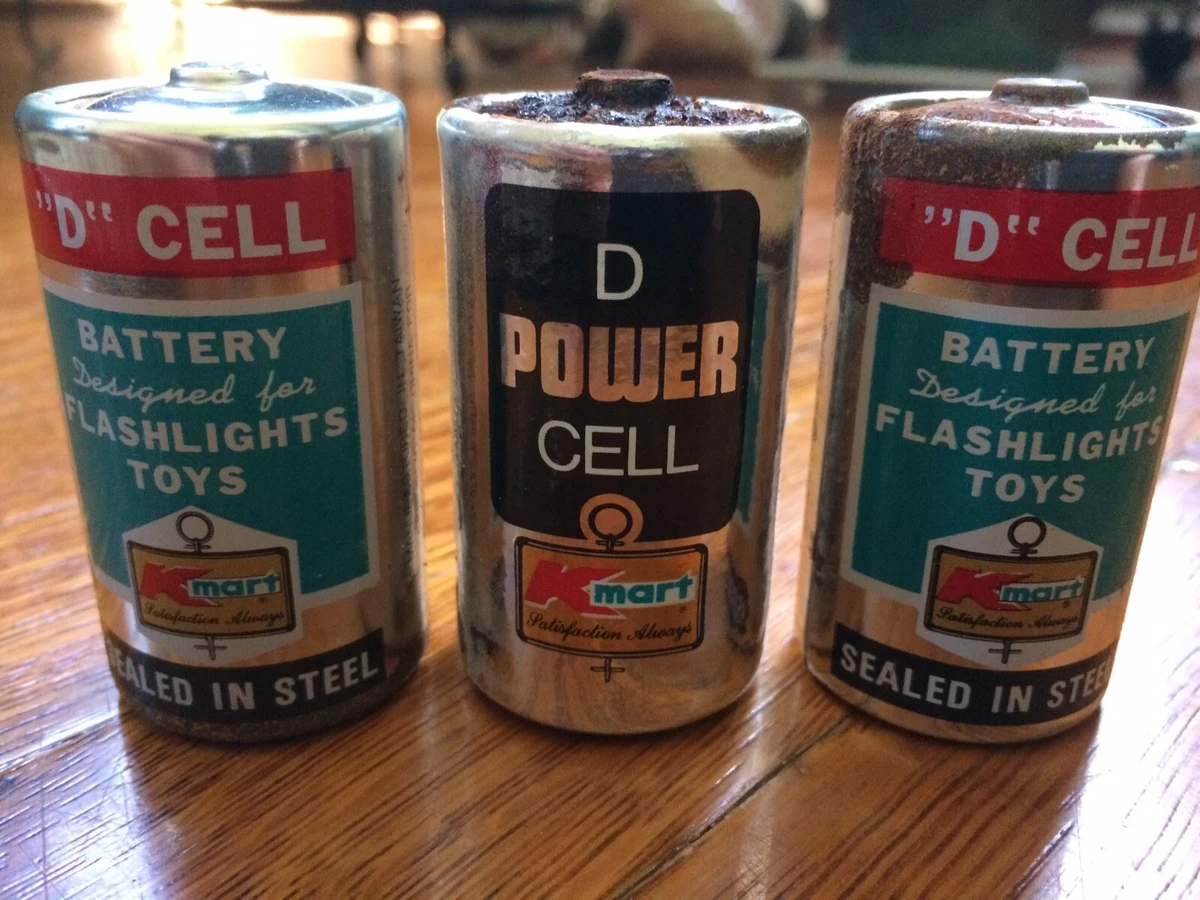 ”D“ CELL
BATTERY
Designed for
FLASHLIGHTS
TOYS
Kmart®
Satisfaction Always
SEALED IN STEEL
D
POWER
CELL
Kmart®
Satisfaction Always
”D“ CELL
BATTERY
Designed for
FLASHLIGHTS
TOYS
Kmart
Satisfaction Always
SEALED IN STEEL